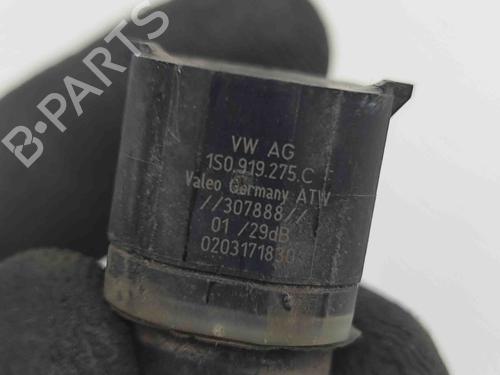 B-PARTS
VW AG
1S0.919.275.C
Valeo Germany ATW
//307888//
01 /29dB
0203171830